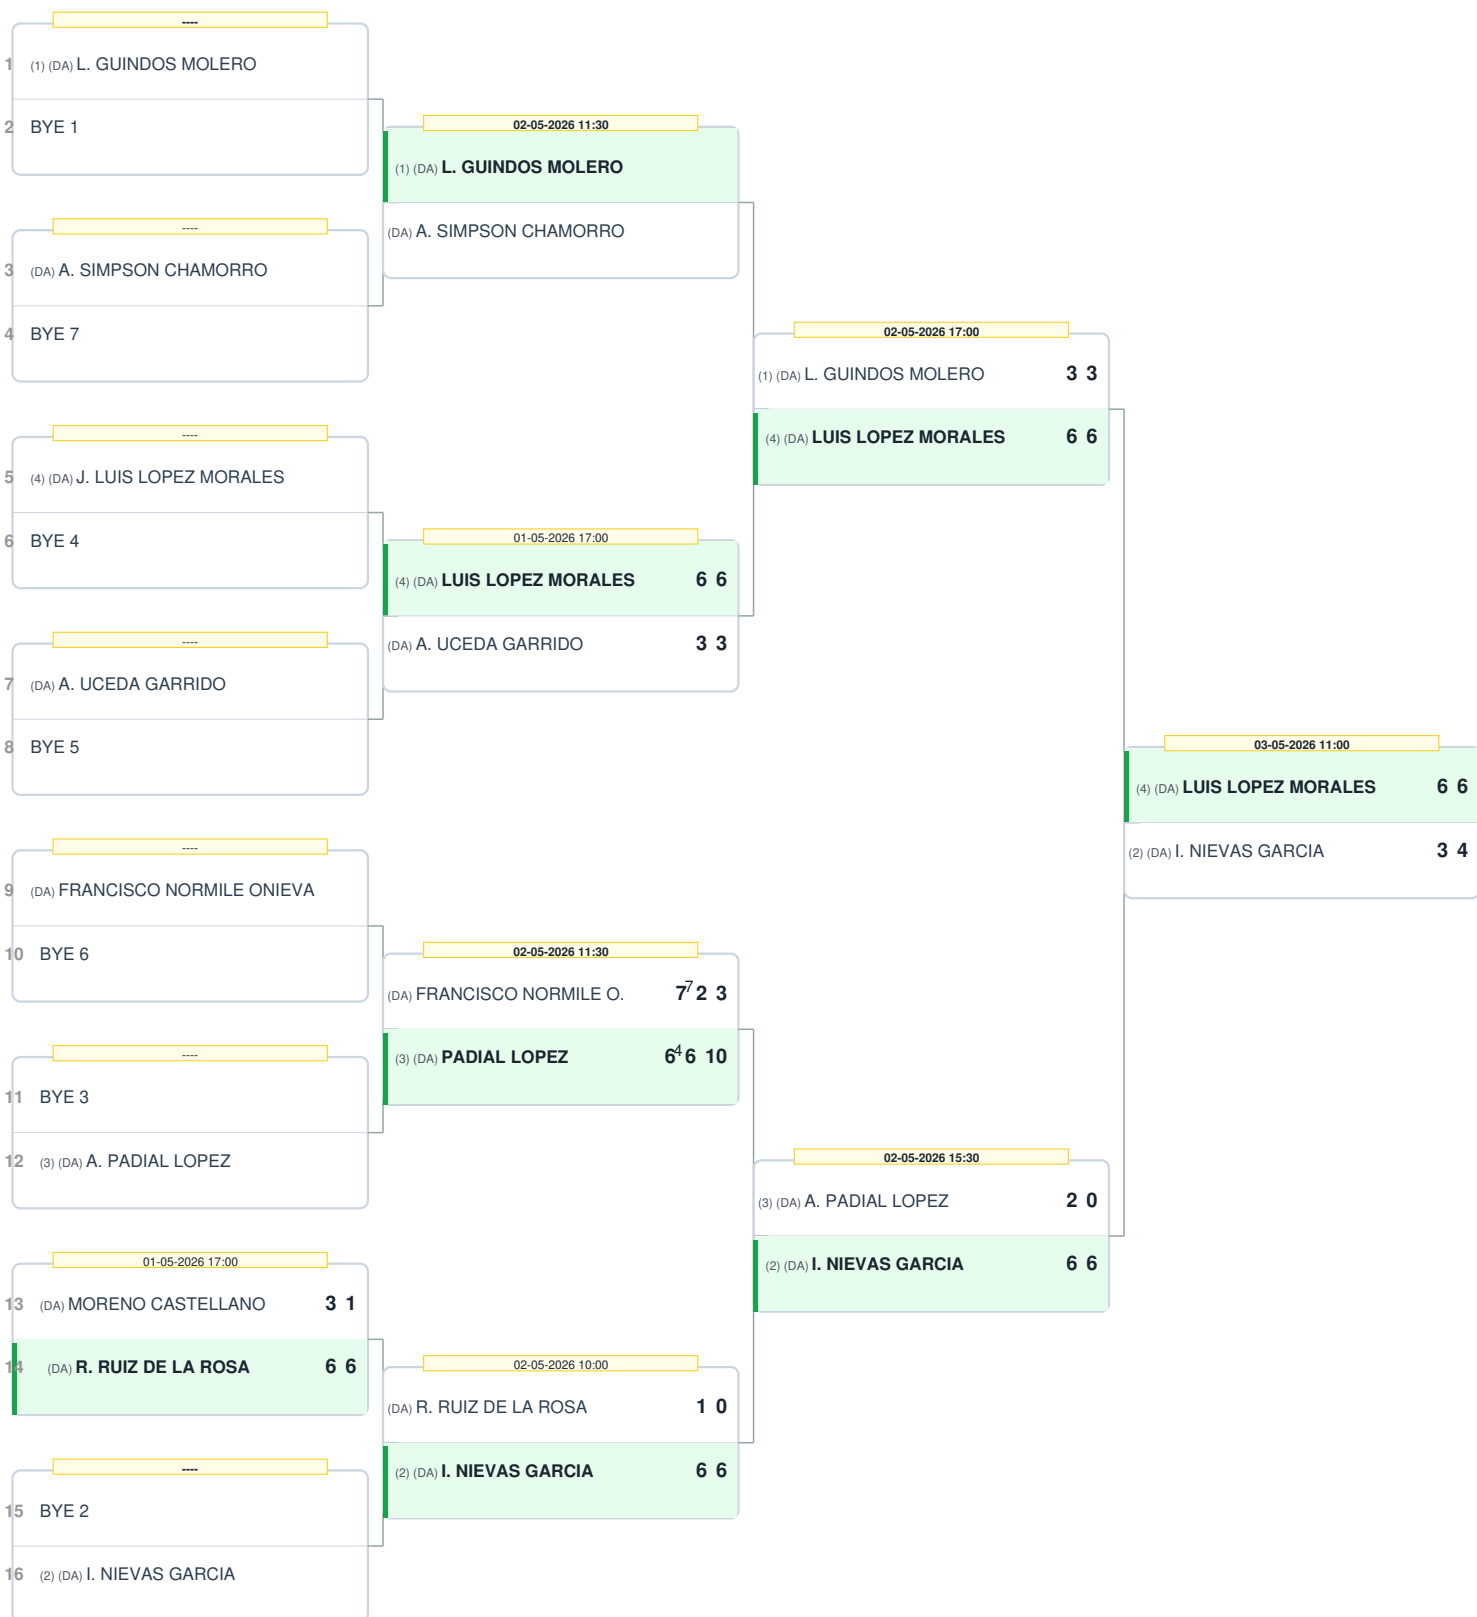 ----
1 (1) (DA) L. GUINDOS MOLERO
2 BYE 1
----
3 (DA) A. SIMPSON CHAMORRO
4 BYE 7
----
5 (4) (DA) J. LUIS LOPEZ MORALES
6 BYE 4
----
7 (DA) A. UCEDA GARRIDO
8 BYE 5
----
9 (DA) FRANCISCO NORMILE ONIEVA
10 BYE 6
----
11 BYE 3
12 (3) (DA) A. PADIAL LOPEZ
01-05-2026 17:00
13 (DA) MORENO CASTELLANO 3 1
14 (DA) R. RUIZ DE LA ROSA 6 6
----
15 BYE 2
16 (2) (DA) I. NIEVAS GARCIA
02-05-2026 11:30
(1) (DA) L. GUINDOS MOLERO
(DA) A. SIMPSON CHAMORRO
01-05-2026 17:00
(4) (DA) LUIS LOPEZ MORALES 6 6
(DA) A. UCEDA GARRIDO 3 3
02-05-2026 11:30
(DA) FRANCISCO NORMILE O. 7 7 2 3
(3) (DA) PADIAL LOPEZ 6 4 6 10
02-05-2026 10:00
(DA) R. RUIZ DE LA ROSA 1 0
(2) (DA) I. NIEVAS GARCIA 6 6
02-05-2026 17:00
(1) (DA) L. GUINDOS MOLERO 3 3
(4) (DA) LUIS LOPEZ MORALES 6 6
02-05-2026 15:30
(3) (DA) A. PADIAL LOPEZ 2 0
(2) (DA) I. NIEVAS GARCIA 6 6
03-05-2026 11:00
(4) (DA) LUIS LOPEZ MORALES 6 6
(2) (DA) I. NIEVAS GARCIA 3 4